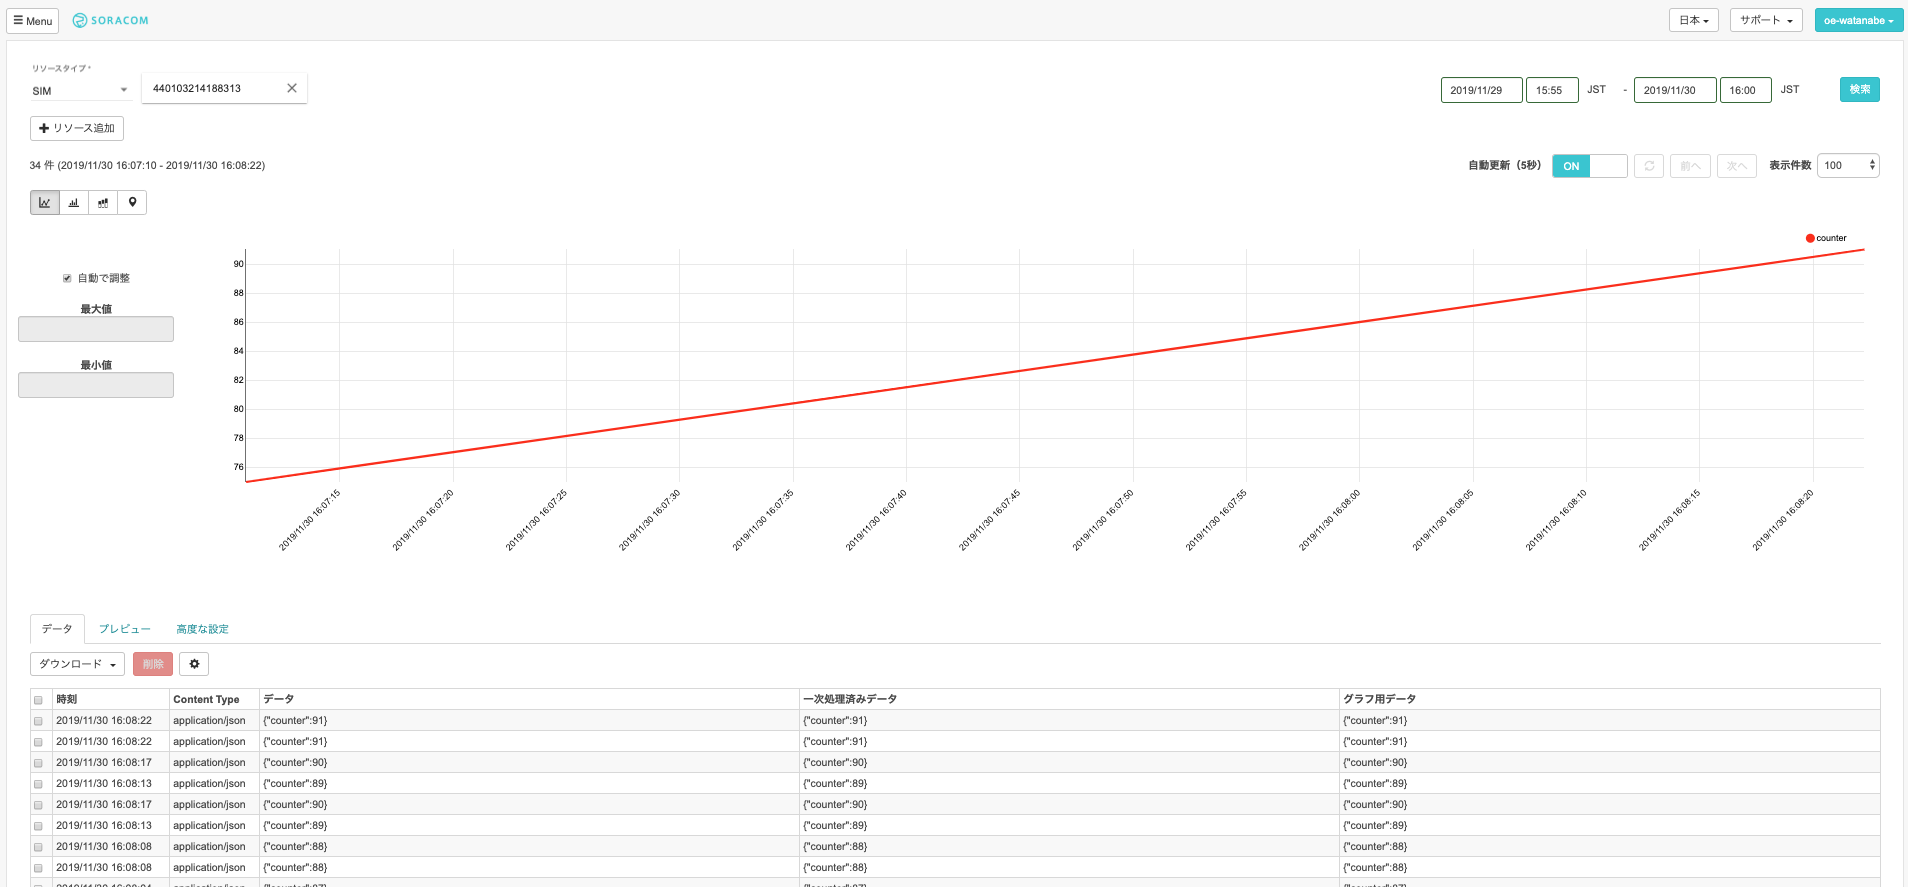 Menu
SORACOM
日本
サポート
oe-watanabe
リソースタイプ *
SIM
440103214188313
2019/11/29
15:55
JST
-
2019/11/30
16:00
JST
検索
リソース追加
34 件 (2019/11/30 16:07:10 - 2019/11/30 16:08:22)
自動更新（5秒）
ON
前へ
次へ
表示件数
100
counter
自動で調整
最大値
最小値
90
88
86
84
82
80
78
76
2019/11/30 16:07:15
2019/11/30 16:07:20
2019/11/30 16:07:25
2019/11/30 16:07:30
2019/11/30 16:07:35
2019/11/30 16:07:40
2019/11/30 16:07:45
2019/11/30 16:07:50
2019/11/30 16:07:55
2019/11/30 16:08:00
2019/11/30 16:08:05
2019/11/30 16:08:10
2019/11/30 16:08:15
2019/11/30 16:08:20
データ プレビュー 高度な設定
ダウンロード 削除
時刻 Content Type データ 一次処理済みデータ グラフ用データ
2019/11/30 16:08:22 application/json {"counter":91} {"counter":91} {"counter":91}
2019/11/30 16:08:22 application/json {"counter":91} {"counter":91} {"counter":91}
2019/11/30 16:08:17 application/json {"counter":90} {"counter":90} {"counter":90}
2019/11/30 16:08:13 application/json {"counter":89} {"counter":89} {"counter":89}
2019/11/30 16:08:17 application/json {"counter":90} {"counter":90} {"counter":90}
2019/11/30 16:08:13 application/json {"counter":89} {"counter":89} {"counter":89}
2019/11/30 16:08:08 application/json {"counter":88} {"counter":88} {"counter":88}
2019/11/30 16:08:08 application/json {"counter":88} {"counter":88} {"counter":88}